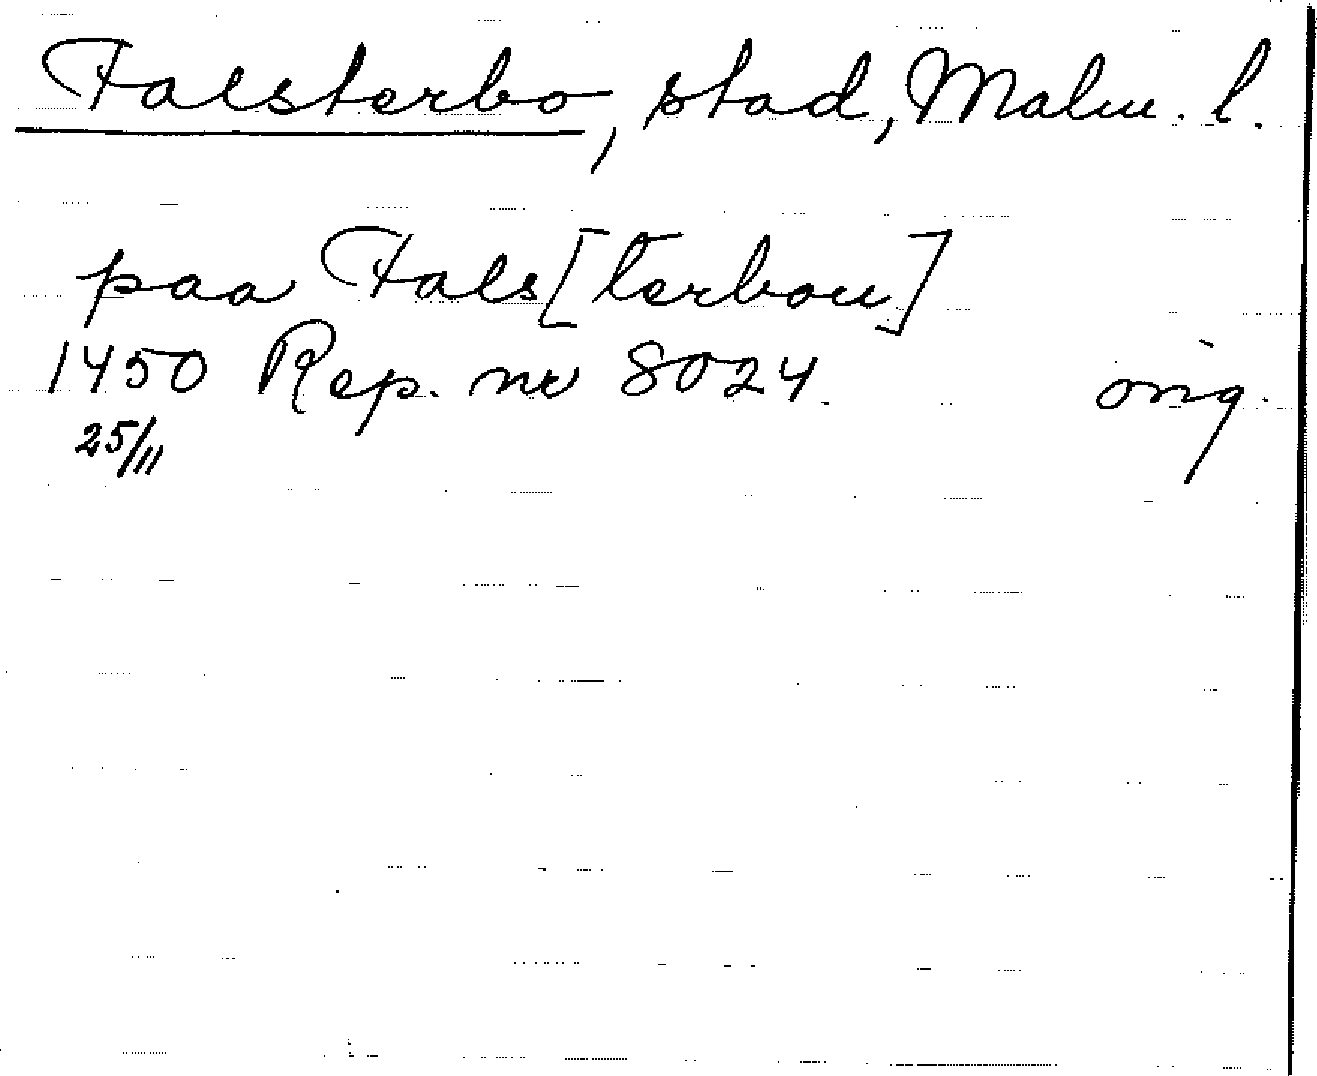 Falsterbo, stad, Malm. l.
paa Fals[terbou]
1450 Rep. nr 8024. orig.
25/11